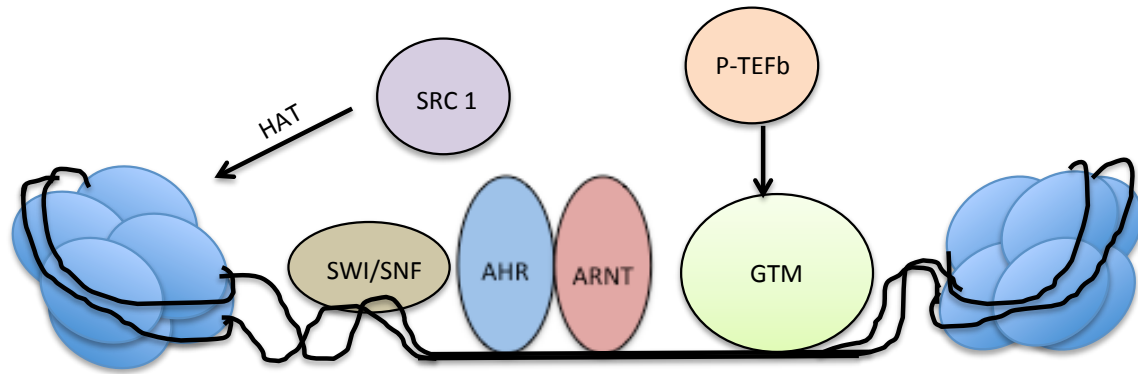 P-TEFb
SRC 1
HAT
SWI/SNF
AHR
ARNT
GTM